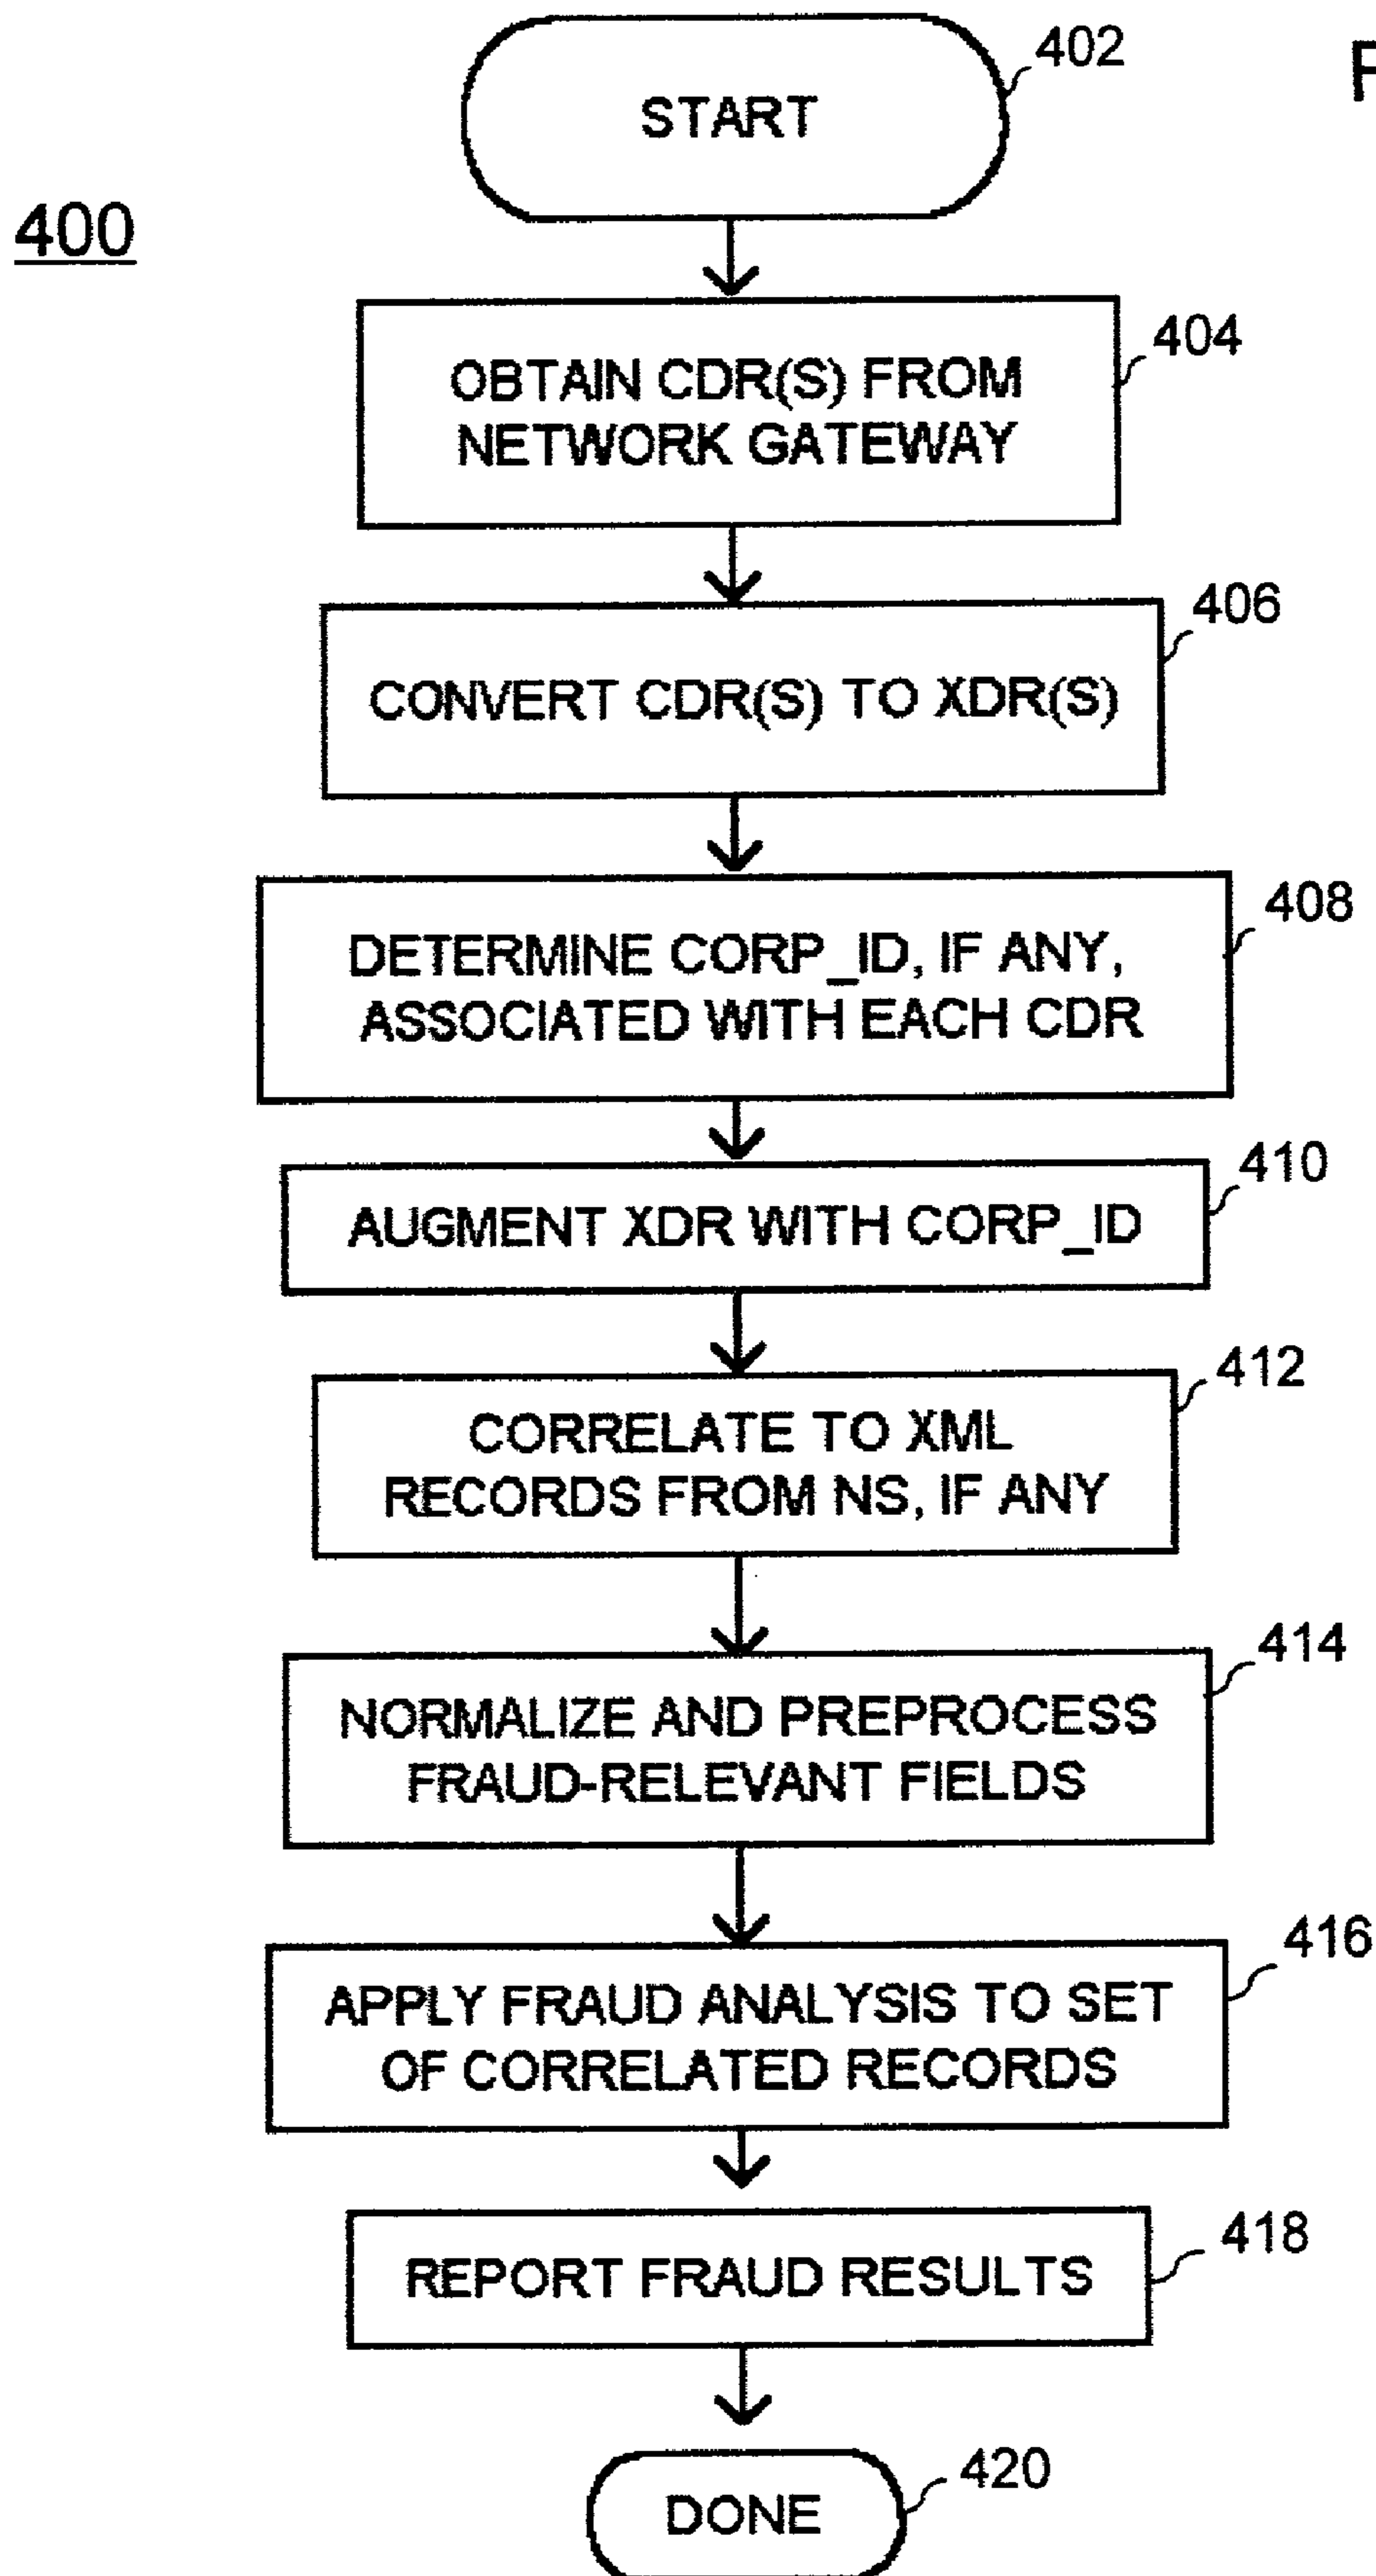 402
START
400
404
OBTAIN CDR(S) FROM
NETWORK GATEWAY
406
CONVERT CDR(S) TO XDR(S)
408
DETERMINE CORP_ID, IF ANY,
ASSOCIATED WITH EACH CDR
410
AUGMENT XDR WITH CORP_ID
412
CORRELATE TO XML
RECORDS FROM NS, IF ANY
414
NORMALIZE AND PREPROCESS
FRAUD-RELEVANT FIELDS
416
APPLY FRAUD ANALYSIS TO SET
OF CORRELATED RECORDS
418
REPORT FRAUD RESULTS
420
DONE